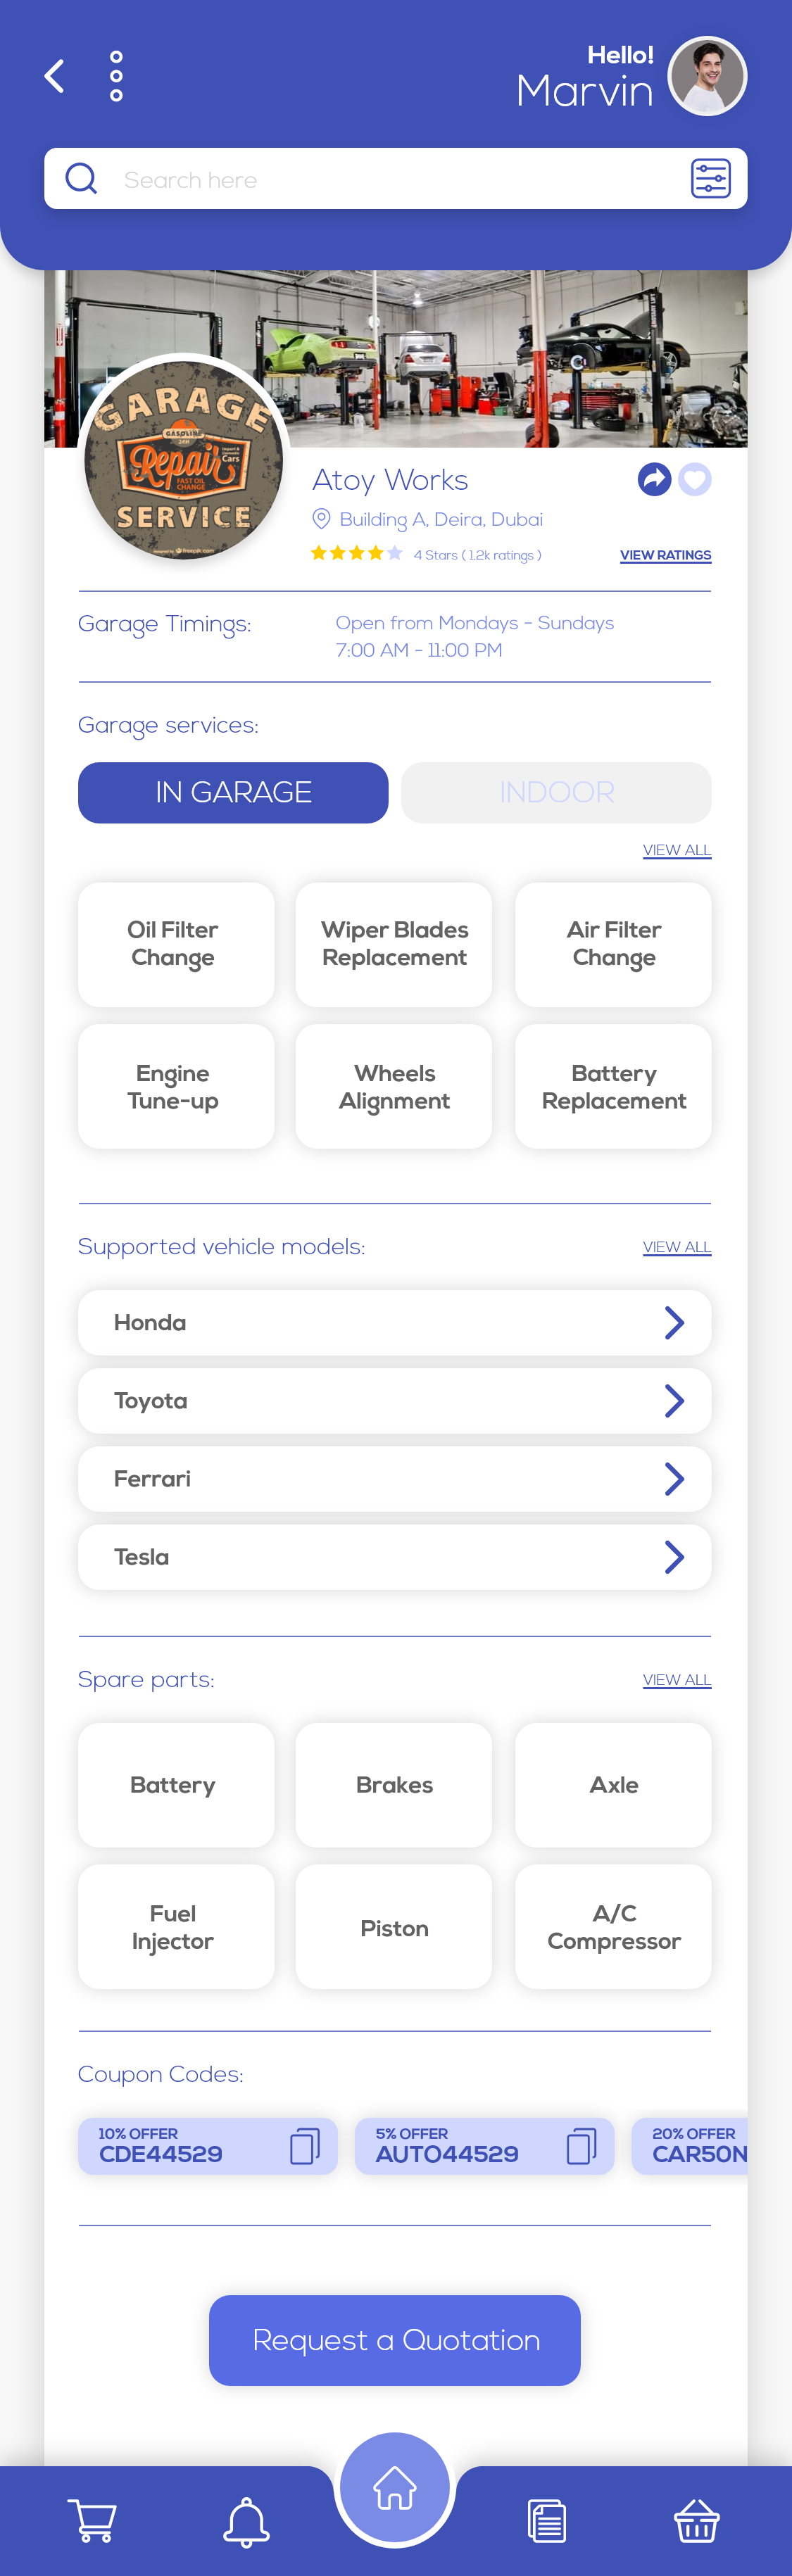 Hello!
Marvin
Search here
GARAGE
GASOLINE
Repair
Cars
FAST OIL
CHANGE
SERVICE
Freepik.com
Atoy Works
Building A, Deira, Dubai
4 Stars ( 1.2k ratings )
VIEW RATINGS
Garage Timings:
Open from Mondays - Sundays
7:00 AM - 11:00 PM
Garage services:
IN GARAGE
INDOOR
VIEW ALL
Oil Filter
Change
Wiper Blades
Replacement
Air Filter
Change
Engine
Tune-up
Wheels
Alignment
Battery
Replacement
Supported vehicle models:
VIEW ALL
Honda
Toyota
Ferrari
Tesla
Spare parts:
VIEW ALL
Battery
Brakes
Axle
Fuel
Injector
Piston
A/C
Compressor
Coupon Codes:
10% OFFER
CDE44529
5% OFFER
AUTO44529
20% OFFER
CAR50N
Request a Quotation